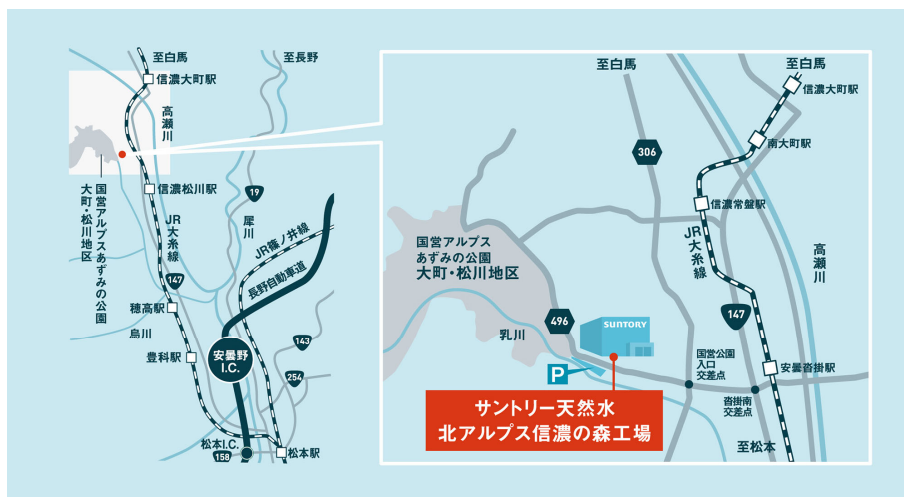 至白馬
至長野
信濃大町駅
高瀬川
国営アルプスあずみの公園
大町・松川地区
信濃松川駅
JR大糸線
19
犀川
JR篠ノ井線
長野自動車道
147
穂高駅
烏川
豊科駅
安曇野
I.C.
143
254
松本I.C.
158
松本駅
至白馬
至白馬
信濃大町駅
南大町駅
306
信濃常盤駅
JR大糸線
高瀬川
国営アルプス
あずみの公園
大町・松川地区
乳川
496
SUNTORY
147
P
国営公園
入口
交差点
安曇沓掛駅
沓掛南
交差点
サントリー天然水
北アルプス信濃の森工場
至松本